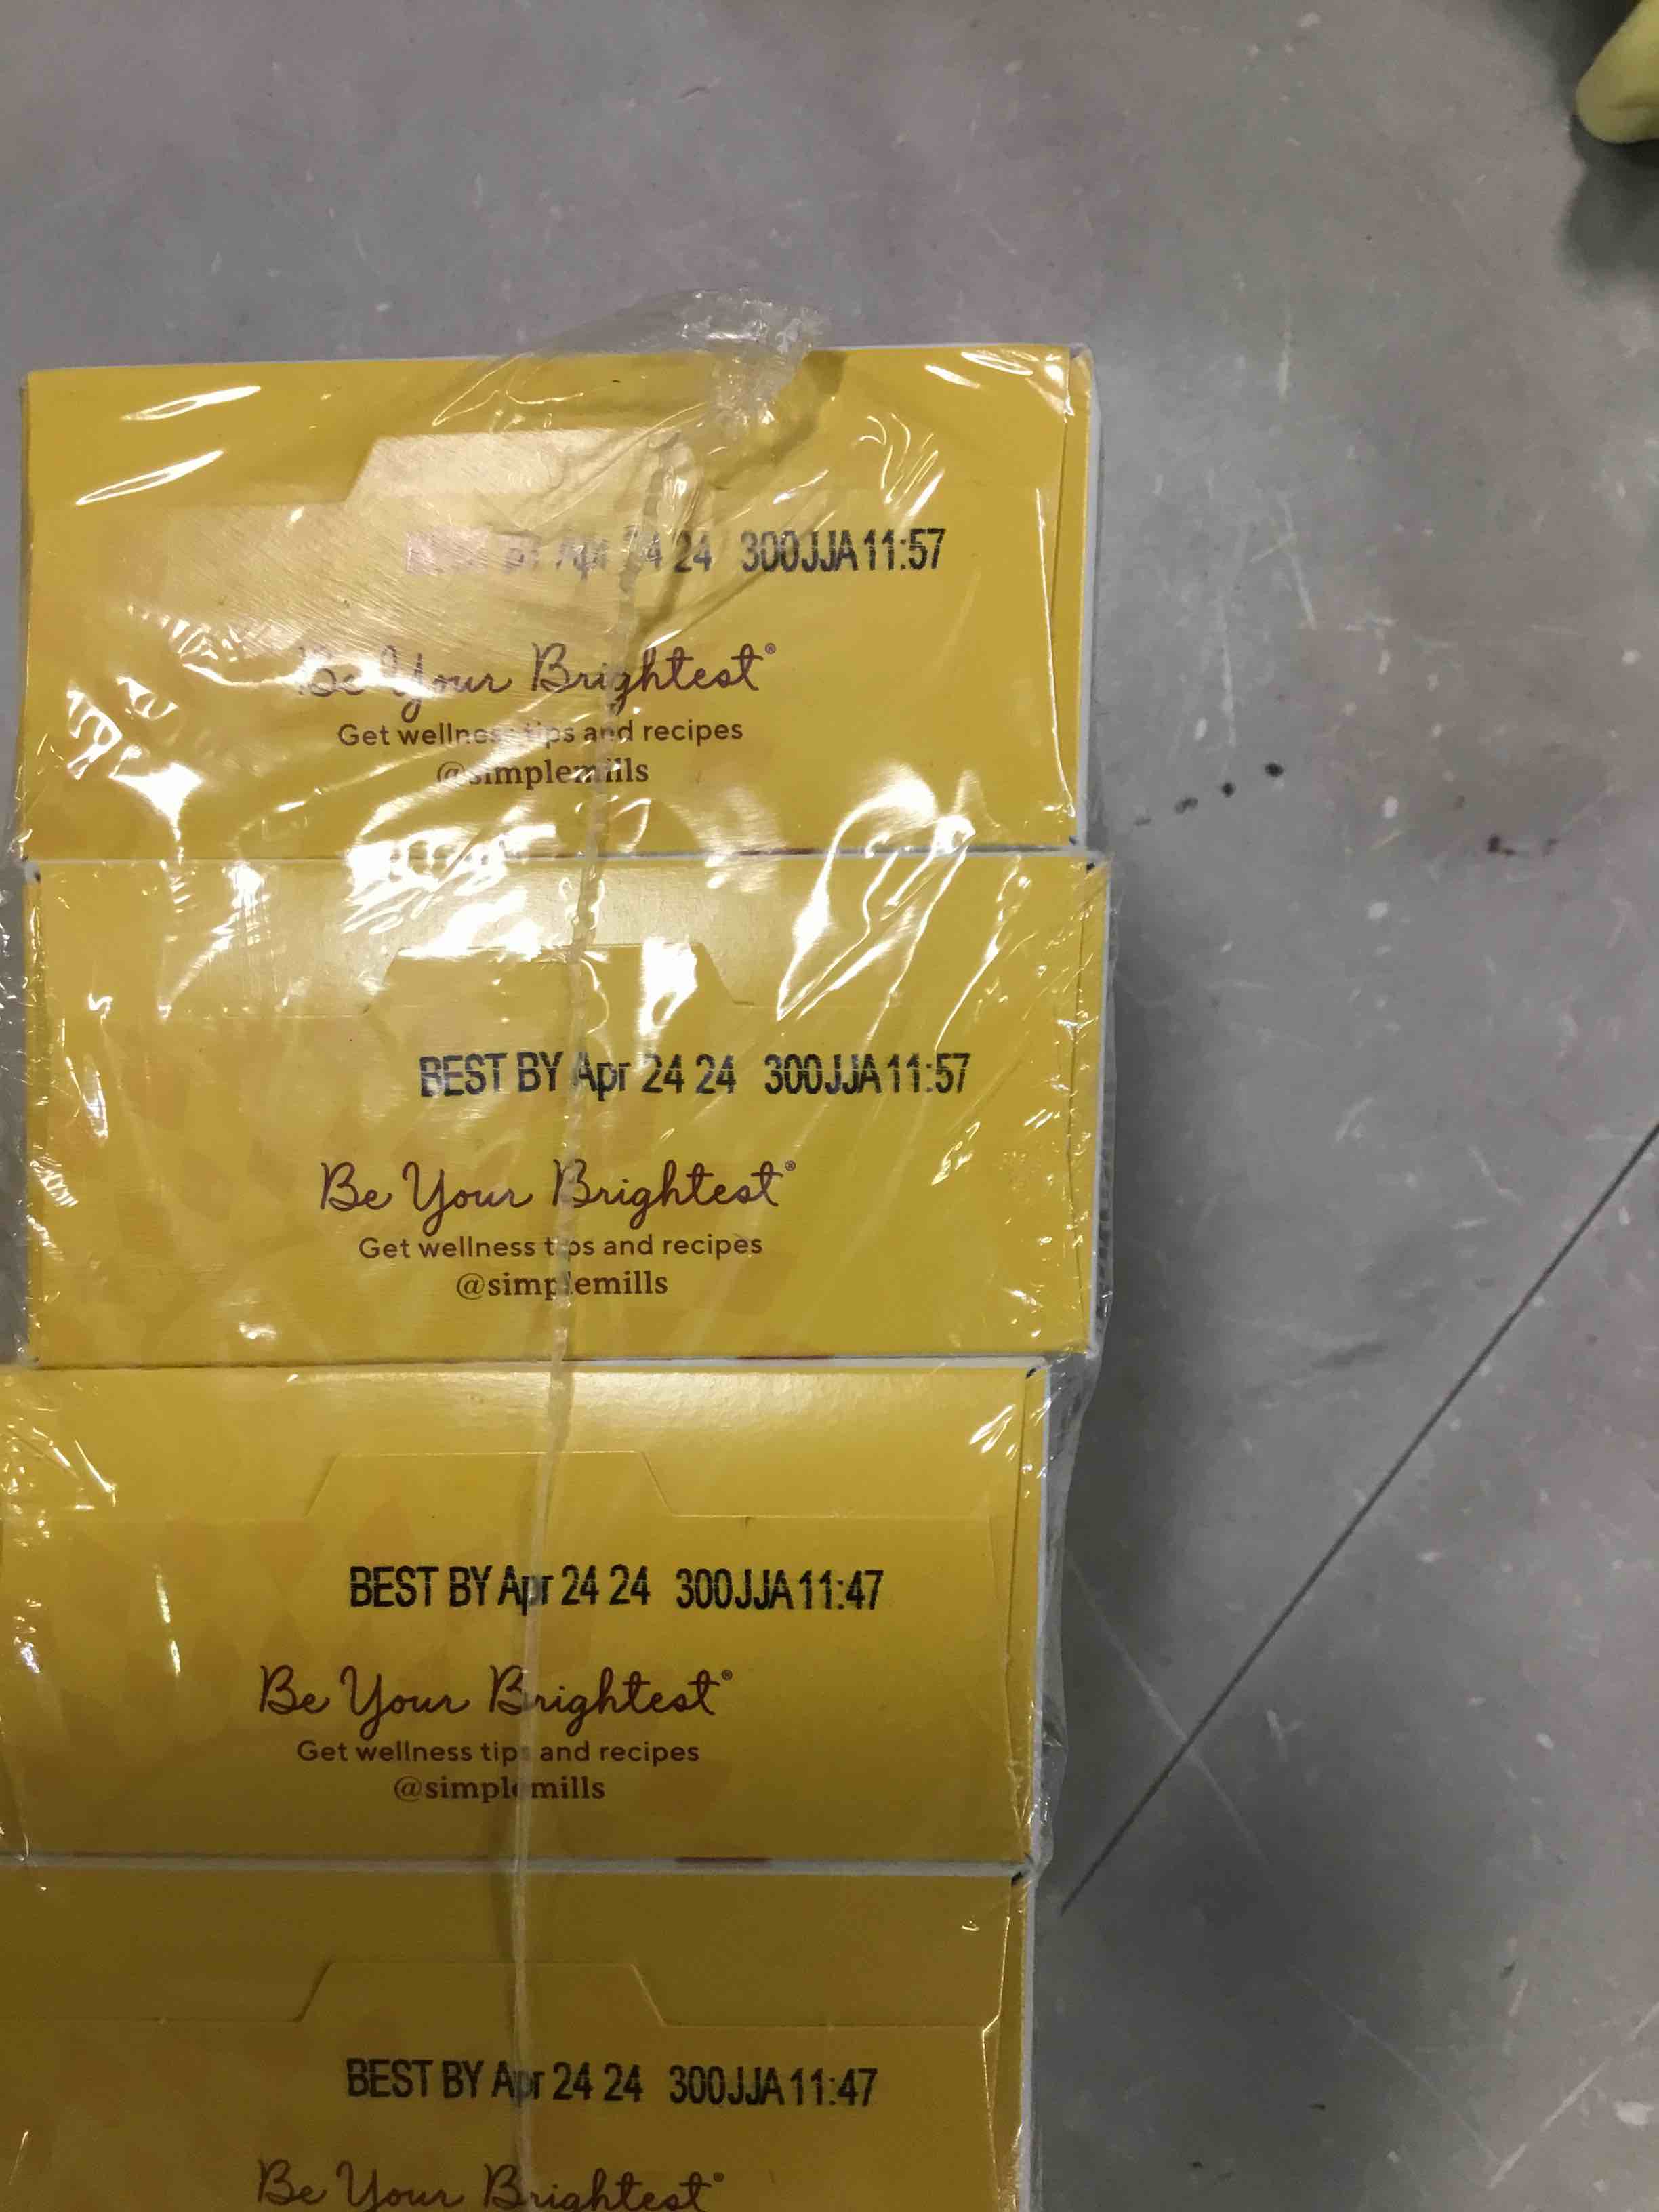 BEST BY Apr 24 24 300JJA11:57
Be Your Brightest®
Get wellness tips and recipes
@simplemills
BEST BY Apr 24 24 300JJA11:57
Be Your Brightest®
Get wellness tips and recipes
@simplemills
BEST BY Apr 24 24 300JJA11:47
Be Your Brightest®
Get wellness tips and recipes
@simplemills
BEST BY Apr 24 24 300JJA11:47
Be Your Brightest®